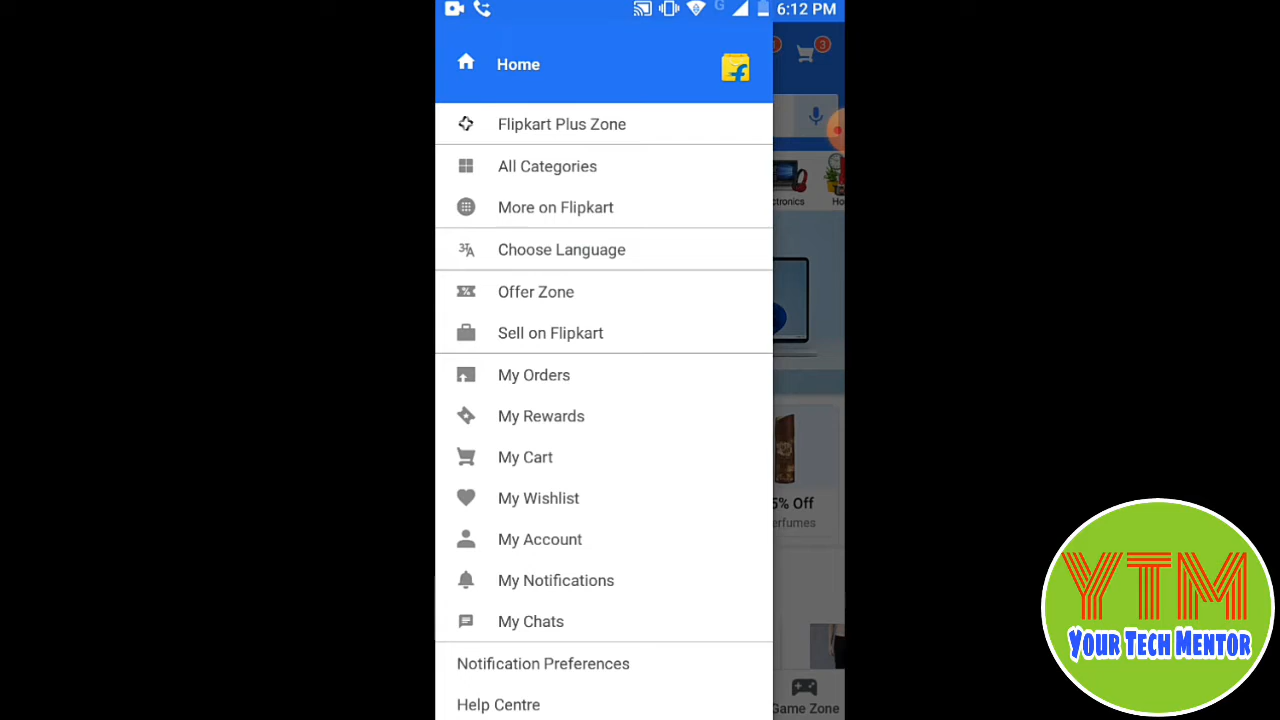 6:12 PM
Home
3
Flipkart Plus Zone
All Categories
More on Flipkart
ctronics
Ho
Choose Language
Offer Zone
Sell on Flipkart
My Orders
My Rewards
My Cart
My Wishlist
5% Off
erfumes
My Account
My Notifications
My Chats
Notification Preferences
Help Centre
Game Zone
YTM
YOUR TECH MENTOR